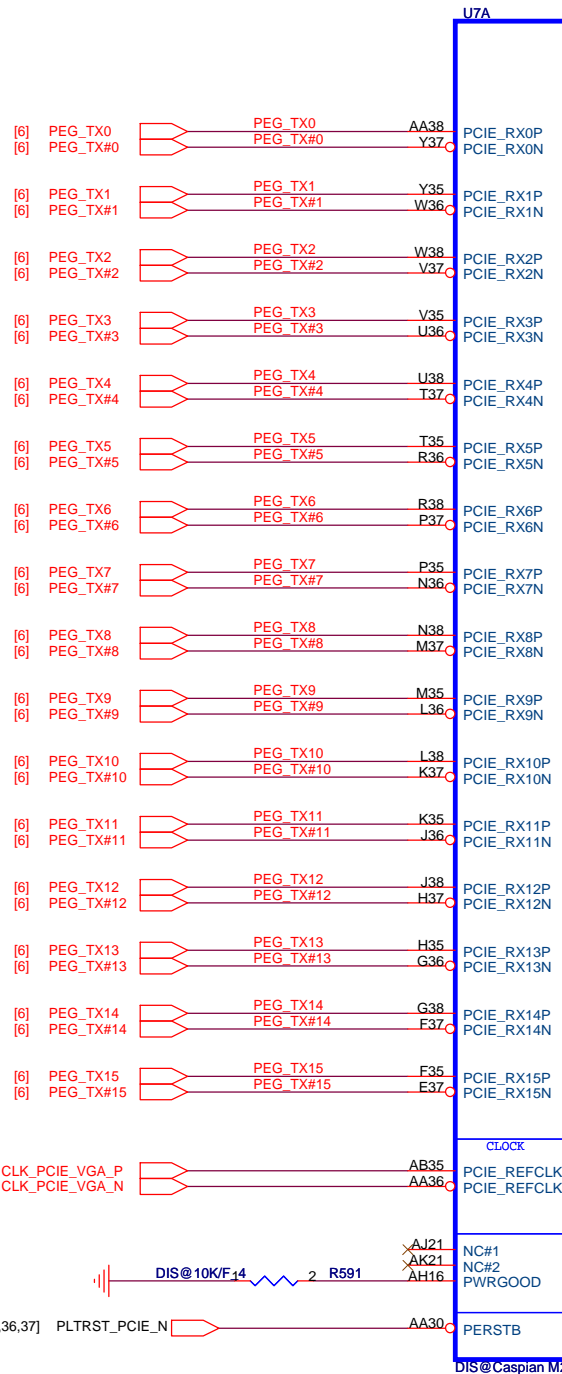 U7A
[6] PEG_TX0 PEG_TX0 AA38 PCIE_RX0P
[6] PEG_TX#0 PEG_TX#0 Y37 PCIE_RX0N
[6] PEG_TX1 PEG_TX1 Y35 PCIE_RX1P
[6] PEG_TX#1 PEG_TX#1 W36 PCIE_RX1N
[6] PEG_TX2 PEG_TX2 W38 PCIE_RX2P
[6] PEG_TX#2 PEG_TX#2 V37 PCIE_RX2N
[6] PEG_TX3 PEG_TX3 V35 PCIE_RX3P
[6] PEG_TX#3 PEG_TX#3 U36 PCIE_RX3N
[6] PEG_TX4 PEG_TX4 U38 PCIE_RX4P
[6] PEG_TX#4 PEG_TX#4 T37 PCIE_RX4N
[6] PEG_TX5 PEG_TX5 T35 PCIE_RX5P
[6] PEG_TX#5 PEG_TX#5 R36 PCIE_RX5N
[6] PEG_TX6 PEG_TX6 R38 PCIE_RX6P
[6] PEG_TX#6 PEG_TX#6 P37 PCIE_RX6N
[6] PEG_TX7 PEG_TX7 P35 PCIE_RX7P
[6] PEG_TX#7 PEG_TX#7 N36 PCIE_RX7N
[6] PEG_TX8 PEG_TX8 N38 PCIE_RX8P
[6] PEG_TX#8 PEG_TX#8 M37 PCIE_RX8N
[6] PEG_TX9 PEG_TX9 M35 PCIE_RX9P
[6] PEG_TX#9 PEG_TX#9 L36 PCIE_RX9N
[6] PEG_TX10 PEG_TX10 L38 PCIE_RX10P
[6] PEG_TX#10 PEG_TX#10 K37 PCIE_RX10N
[6] PEG_TX11 PEG_TX11 K35 PCIE_RX11P
[6] PEG_TX#11 PEG_TX#11 J36 PCIE_RX11N
[6] PEG_TX12 PEG_TX12 J38 PCIE_RX12P
[6] PEG_TX#12 PEG_TX#12 H37 PCIE_RX12N
[6] PEG_TX13 PEG_TX13 H35 PCIE_RX13P
[6] PEG_TX#13 PEG_TX#13 G36 PCIE_RX13N
[6] PEG_TX14 PEG_TX14 G38 PCIE_RX14P
[6] PEG_TX#14 PEG_TX#14 F37 PCIE_RX14N
[6] PEG_TX15 PEG_TX15 F35 PCIE_RX15P
[6] PEG_TX#15 PEG_TX#15 E37 PCIE_RX15N
CLOCK
CLK_PCIE_VGA_P AB35 PCIE_REFCLK
CLK_PCIE_VGA_N AA36 PCIE_REFCLK
AJ21 NC#1
AK21 NC#2
DIS@10K/F_4 1 2 R591 AH16 PWRGOOD
,36,37] PLTRST_PCIE_N AA30 PERSTB
DIS@Caspian M